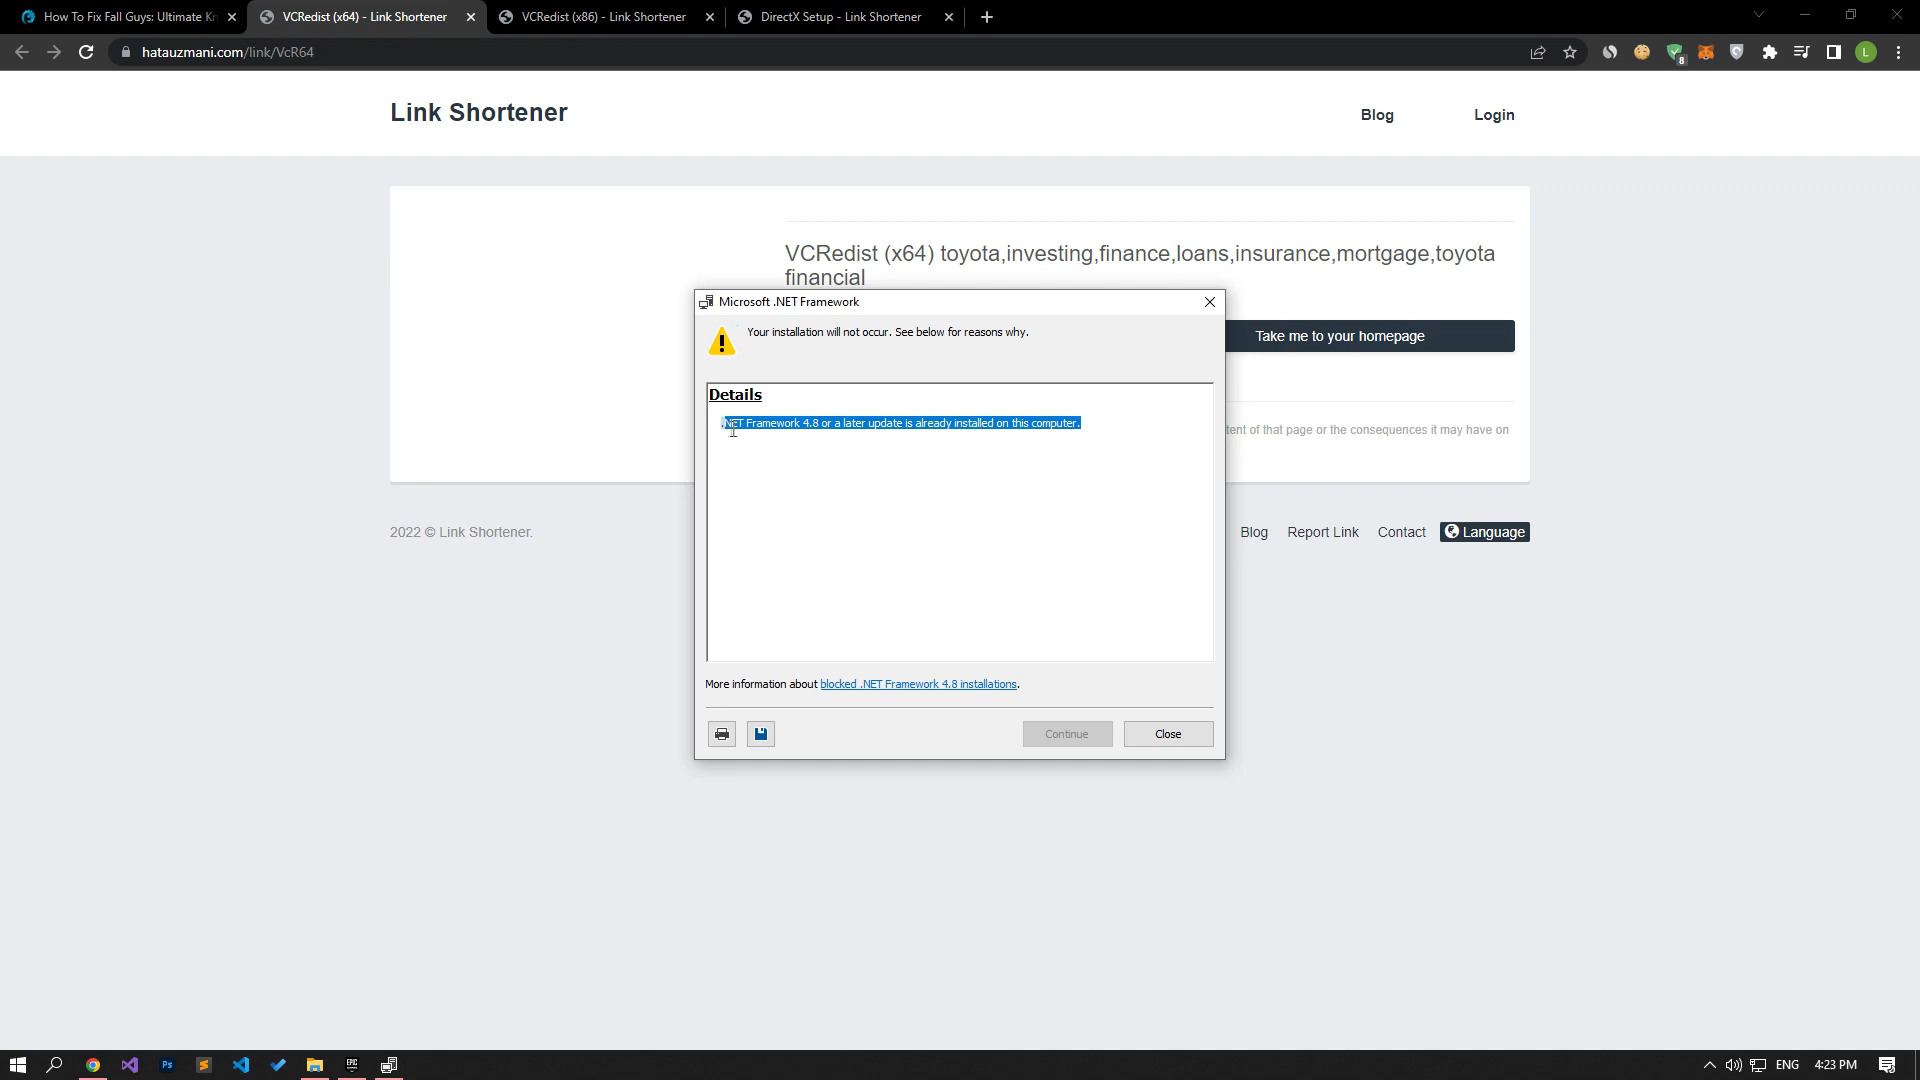 How To Fix Fall Guys: Ultimate Kn
VCRedist (x64) - Link Shortener
VCRedist (x86) - Link Shortener
DirectX Setup - Link Shortener
hatauzmani.com/link/VcR64
8
L
Link Shortener
Blog
Login
VCRedist (x64) toyota,investing,finance,loans,insurance,mortgage,toyota
financial
Microsoft .NET Framework
Your installation will not occur. See below for reasons why.
Take me to your homepage
Details
.NET Framework 4.8 or a later update is already installed on this computer.
tent of that page or the consequences it may have on
2022 © Link Shortener.
Blog
Report Link
Contact
Language
More information about blocked .NET Framework 4.8 installations.
Continue
Close
Ps
EPIC
ENG
4:23 PM